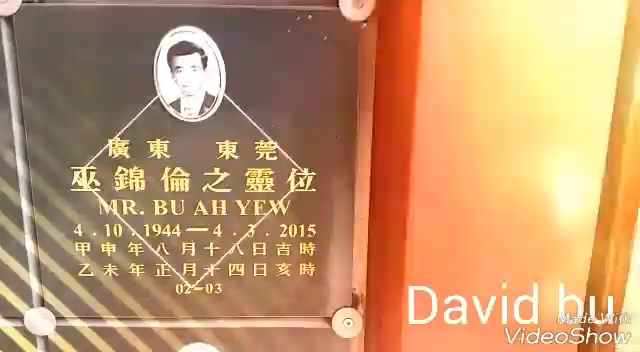 廣東 東莞
巫錦倫之靈位
MR. BU AH YEW
4.10.1944—4.3.2015
甲申年八月十八日吉時
乙未年正月十四日亥時
02-03
David bu
Made With
VideoShow